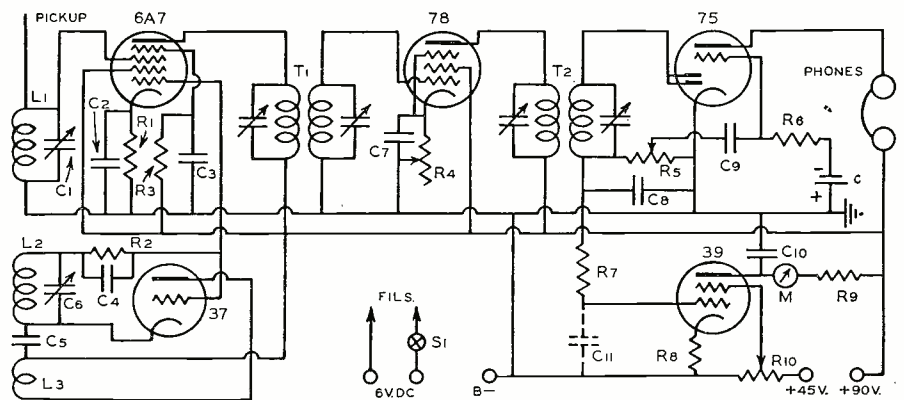 PICKUP
6A7
78
75
PHONES
L1
C2
R1
T1
T2
C1
R3
C3
C7
R4
R5
C9
R6
- C +
C8
L2
R2
C6
C4
37
C5
L3
R7
39
C10
M
R9
FILS.
S1
C11
R8
R10
6V.DC
B-
+45V.
+90V.